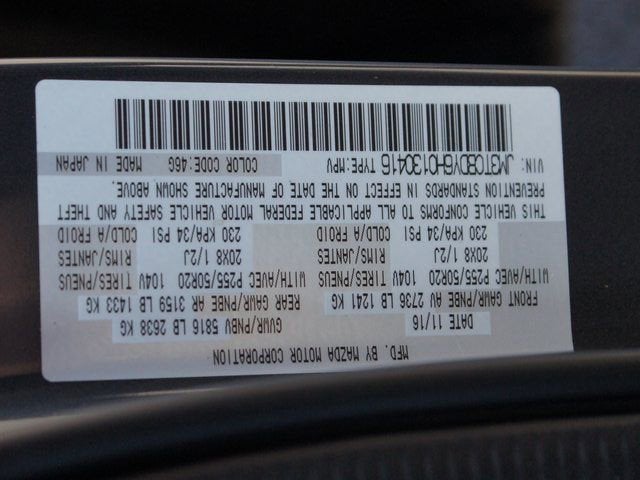 MFD. BY MAZDA MOTOR CORPORATION
DATE 11/16 GVWR/PNBV 5816 LB 2638 KG
FRONT GAWR/PNBE AV 2736 LB 1241 KG REAR GAWR/PNBE AR 3159 LB 1433 KG
WITH/AVEC P255/50R20 104V TIRES/PNEUS WITH/AVEC P255/50R20 104V TIRES/PNEUS
20X8 1/2J RIMS/JANTES 20X8 1/2J RIMS/JANTES
230 KPA/34 PSI COLD/A FROID 230 KPA/34 PSI COLD/A FROID
THIS VEHICLE CONFORMS TO ALL APPLICABLE FEDERAL MOTOR VEHICLE SAFETY AND THEFT
PREVENTION STANDARDS IN EFFECT ON THE DATE OF MANUFACTURE SHOWN ABOVE.
VIN: JM3TCBDY6H0130416 TYPE:MPV COLOR CODE:46G MADE IN JAPAN